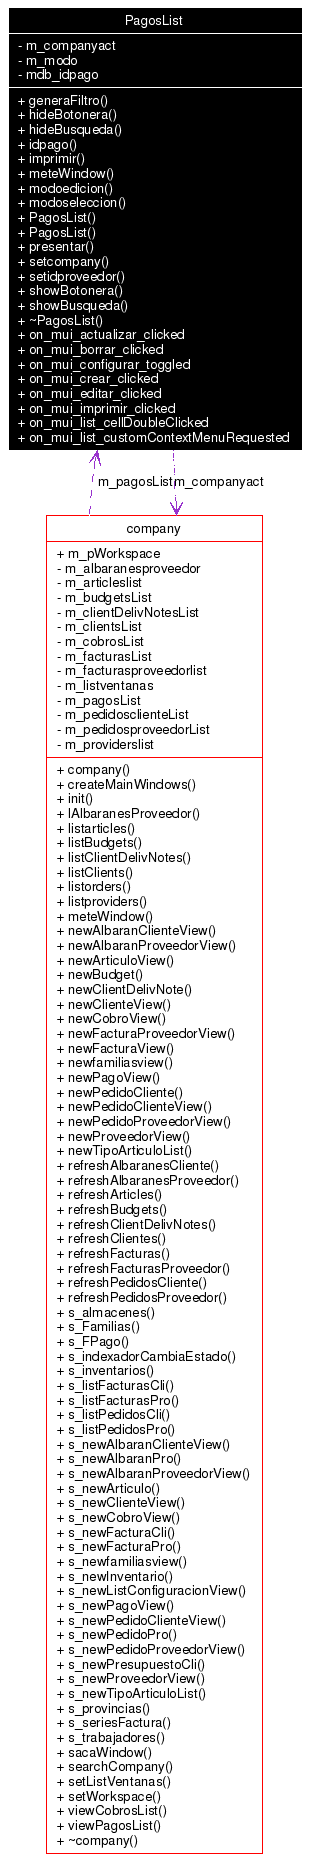 PagosList
- m_companyact
- m_modo
- mdb_idpago
+ generaFiltro()
+ hideBotonera()
+ hideBusqueda()
+ idpago()
+ imprimir()
+ meteWindow()
+ modoedicion()
+ modoseleccion()
+ PagosList()
+ PagosList()
+ presentar()
+ setcompany()
+ setidproveedor()
+ showBotonera()
+ showBusqueda()
+ ~PagosList()
+ on_mui_actualizar_clicked
+ on_mui_borrar_clicked
+ on_mui_configurar_toggled
+ on_mui_crear_clicked
+ on_mui_editar_clicked
+ on_mui_imprimir_clicked
+ on_mui_list_cellDoubleClicked
+ on_mui_list_customContextMenuRequested
m_pagosList
m_companyact
company
+ m_pWorkspace
- m_albaranesproveedor
- m_articleslist
- m_budgetsList
- m_clientDelivNotesList
- m_clientsList
- m_cobrosList
- m_facturasList
- m_facturasproveedorlist
- m_listventanas
- m_pagosList
- m_pedidosclienteList
- m_pedidosproveedorList
- m_providerslist
+ company()
+ createMainWindows()
+ init()
+ lAlbaranesProveedor()
+ listarticles()
+ listBudgets()
+ listClientDelivNotes()
+ listClients()
+ listorders()
+ listproviders()
+ meteWindow()
+ newAlbaranClienteView()
+ newAlbaranProveedorView()
+ newArticuloView()
+ newBudget()
+ newClientDelivNote()
+ newClienteView()
+ newCobroView()
+ newFacturaProveedorView()
+ newFacturaView()
+ newfamiliasview()
+ newPagoView()
+ newPedidoCliente()
+ newPedidoClienteView()
+ newPedidoProveedorView()
+ newProveedorView()
+ newTipoArticuloList()
+ refreshAlbaranesCliente()
+ refreshAlbaranesProveedor()
+ refreshArticles()
+ refreshBudgets()
+ refreshClientDelivNotes()
+ refreshClientes()
+ refreshFacturas()
+ refreshFacturasProveedor()
+ refreshPedidosCliente()
+ refreshPedidosProveedor()
+ s_almacenes()
+ s_Familias()
+ s_FPago()
+ s_indexadorCambiaEstado()
+ s_inventarios()
+ s_listFacturasCli()
+ s_listFacturasPro()
+ s_listPedidosCli()
+ s_listPedidosPro()
+ s_newAlbaranClienteView()
+ s_newAlbaranPro()
+ s_newAlbaranProveedorView()
+ s_newArticulo()
+ s_newClienteView()
+ s_newCobroView()
+ s_newFacturaCli()
+ s_newFacturaPro()
+ s_newfamiliasview()
+ s_newInventario()
+ s_newListConfiguracionView()
+ s_newPagoView()
+ s_newPedidoClienteView()
+ s_newPedidoPro()
+ s_newPedidoProveedorView()
+ s_newPresupuestoCli()
+ s_newProveedorView()
+ s_newTipoArticuloList()
+ s_provincias()
+ s_seriesFactura()
+ s_trabajadores()
+ sacaWindow()
+ searchCompany()
+ setListVentanas()
+ setWorkspace()
+ viewCobrosList()
+ viewPagosList()
+ ~company()